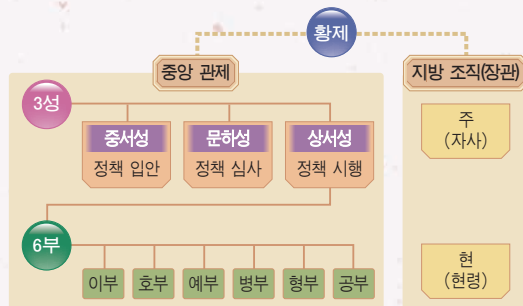 황제
중앙 관제
지방 조직(장관)
3성
중서성
정책 입안
문하성
정책 심사
상서성
정책 시행
주
(자사)
6부
이부
호부
예부
병부
형부
공부
현
(현령)